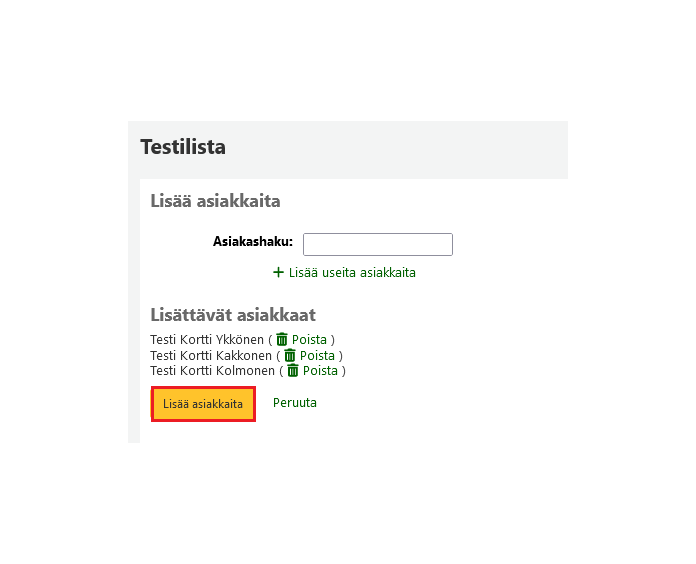 Testilista
Lisää asiakkaita
Asiakashaku:
+ Lisää useita asiakkaita
Lisättävät asiakkaat
Testi Kortti Ykkönen ( Poista )
Testi Kortti Kakkonen ( Poista )
Testi Kortti Kolmonen ( Poista )
Lisää asiakkaita Peruuta